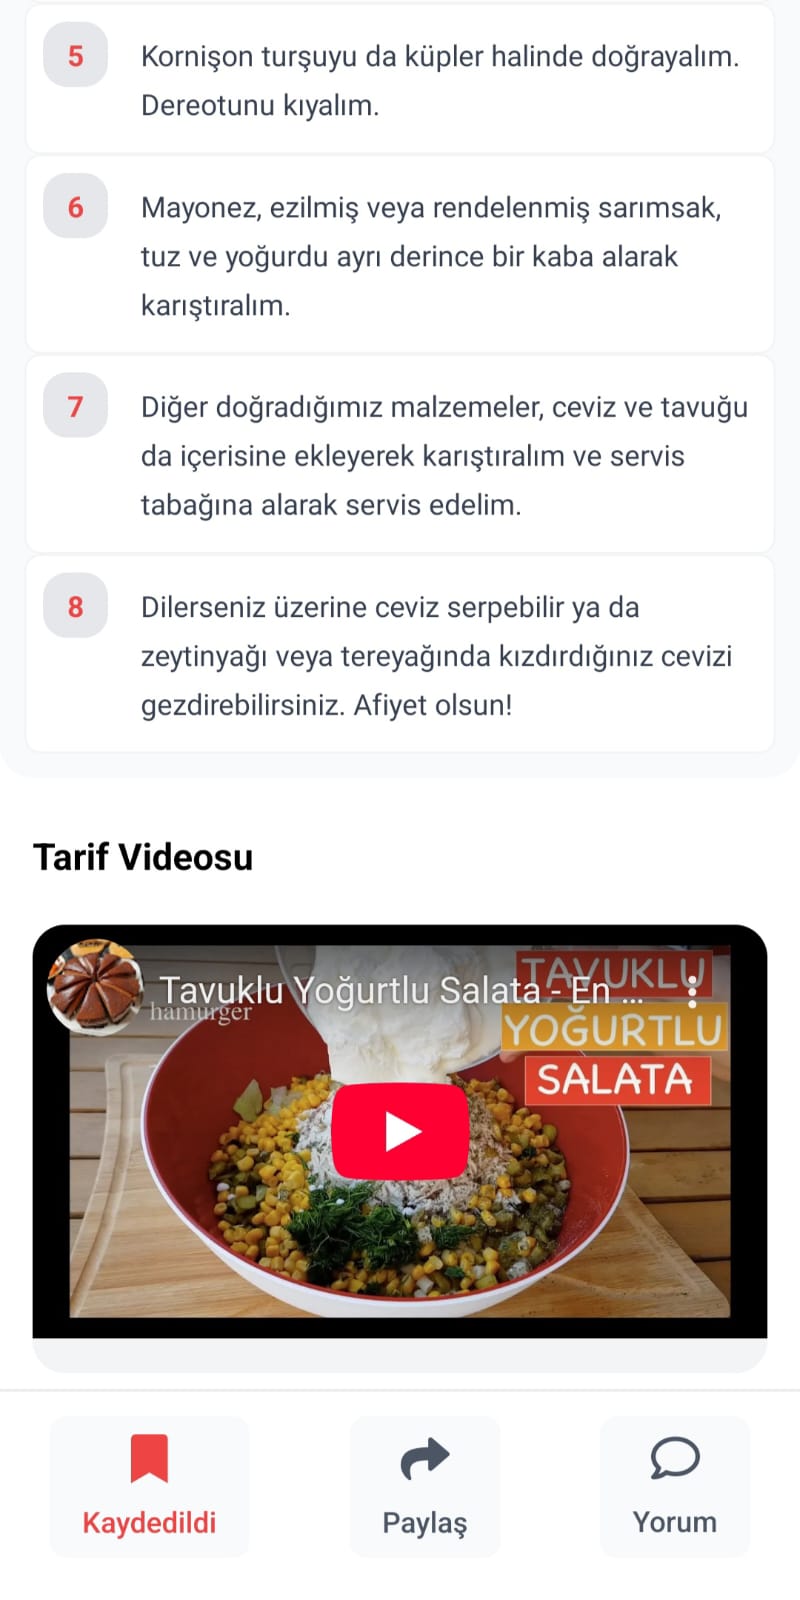 5
Kornişon turşuyu da küpler halinde doğrayalım.
Dereotunu kıyalım.
6
Mayonez, ezilmiş veya rendelenmiş sarımsak,
tuz ve yoğurdu ayrı derince bir kaba alarak
karıştıralım.
7
Diğer doğradığımız malzemeler, ceviz ve tavuğu
da içerisine ekleyerek karıştıralım ve servis
tabağına alarak servis edelim.
8
Dilerseniz üzerine ceviz serpebilir ya da
zeytinyağı veya tereyağında kızdırdığınız cevizi
gezdirebilirsiniz. Afiyet olsun!
Tarif Videosu
Tavuklu Yoğurtlu Salata - En ...
hamurger
TAVUKLU
YOĞURTLU
SALATA
Kaydedildi
Paylaş
Yorum